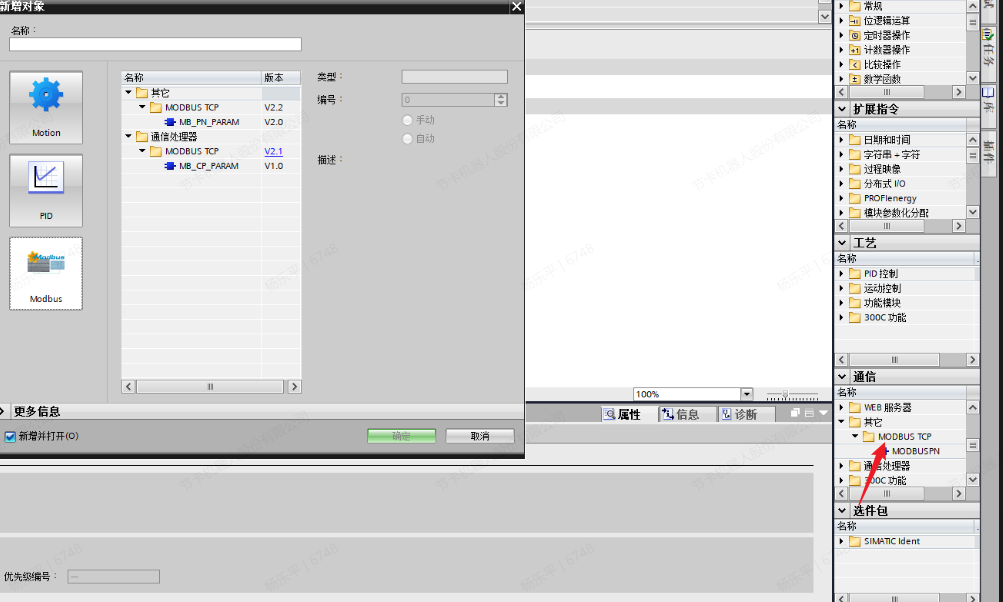 新增对象
名称：
Motion
PID
Modbus
名称 版本
其它
MODBUS TCP V2.2
MB_PN_PARAM V2.0
通信处理器
MODBUS TCP V2.1
MB_CP_PARAM V1.0
类型：
编号： 0
手动
自动
描述：
更多信息
新增并打开(O)
确定 取消
100%
属性 信息 诊断
优先级编号：
常规
位逻辑运算
定时器操作
计数器操作
比较操作
数学函数
扩展指令
名称
日期和时间
字符串 + 字符
过程映像
分布式 I/O
PROFIenergy
模块参数化分配
工艺
名称
PID 控制
运动控制
功能模块
300C 功能
通信
名称
WEB 服务器
其它
MODBUS TCP
MODBUSPN
通信处理器
300C 功能
选件包
名称
SIMATIC Ident
任务
库
插件
节卡机器人股份有限公司
杨乐平 | 6748